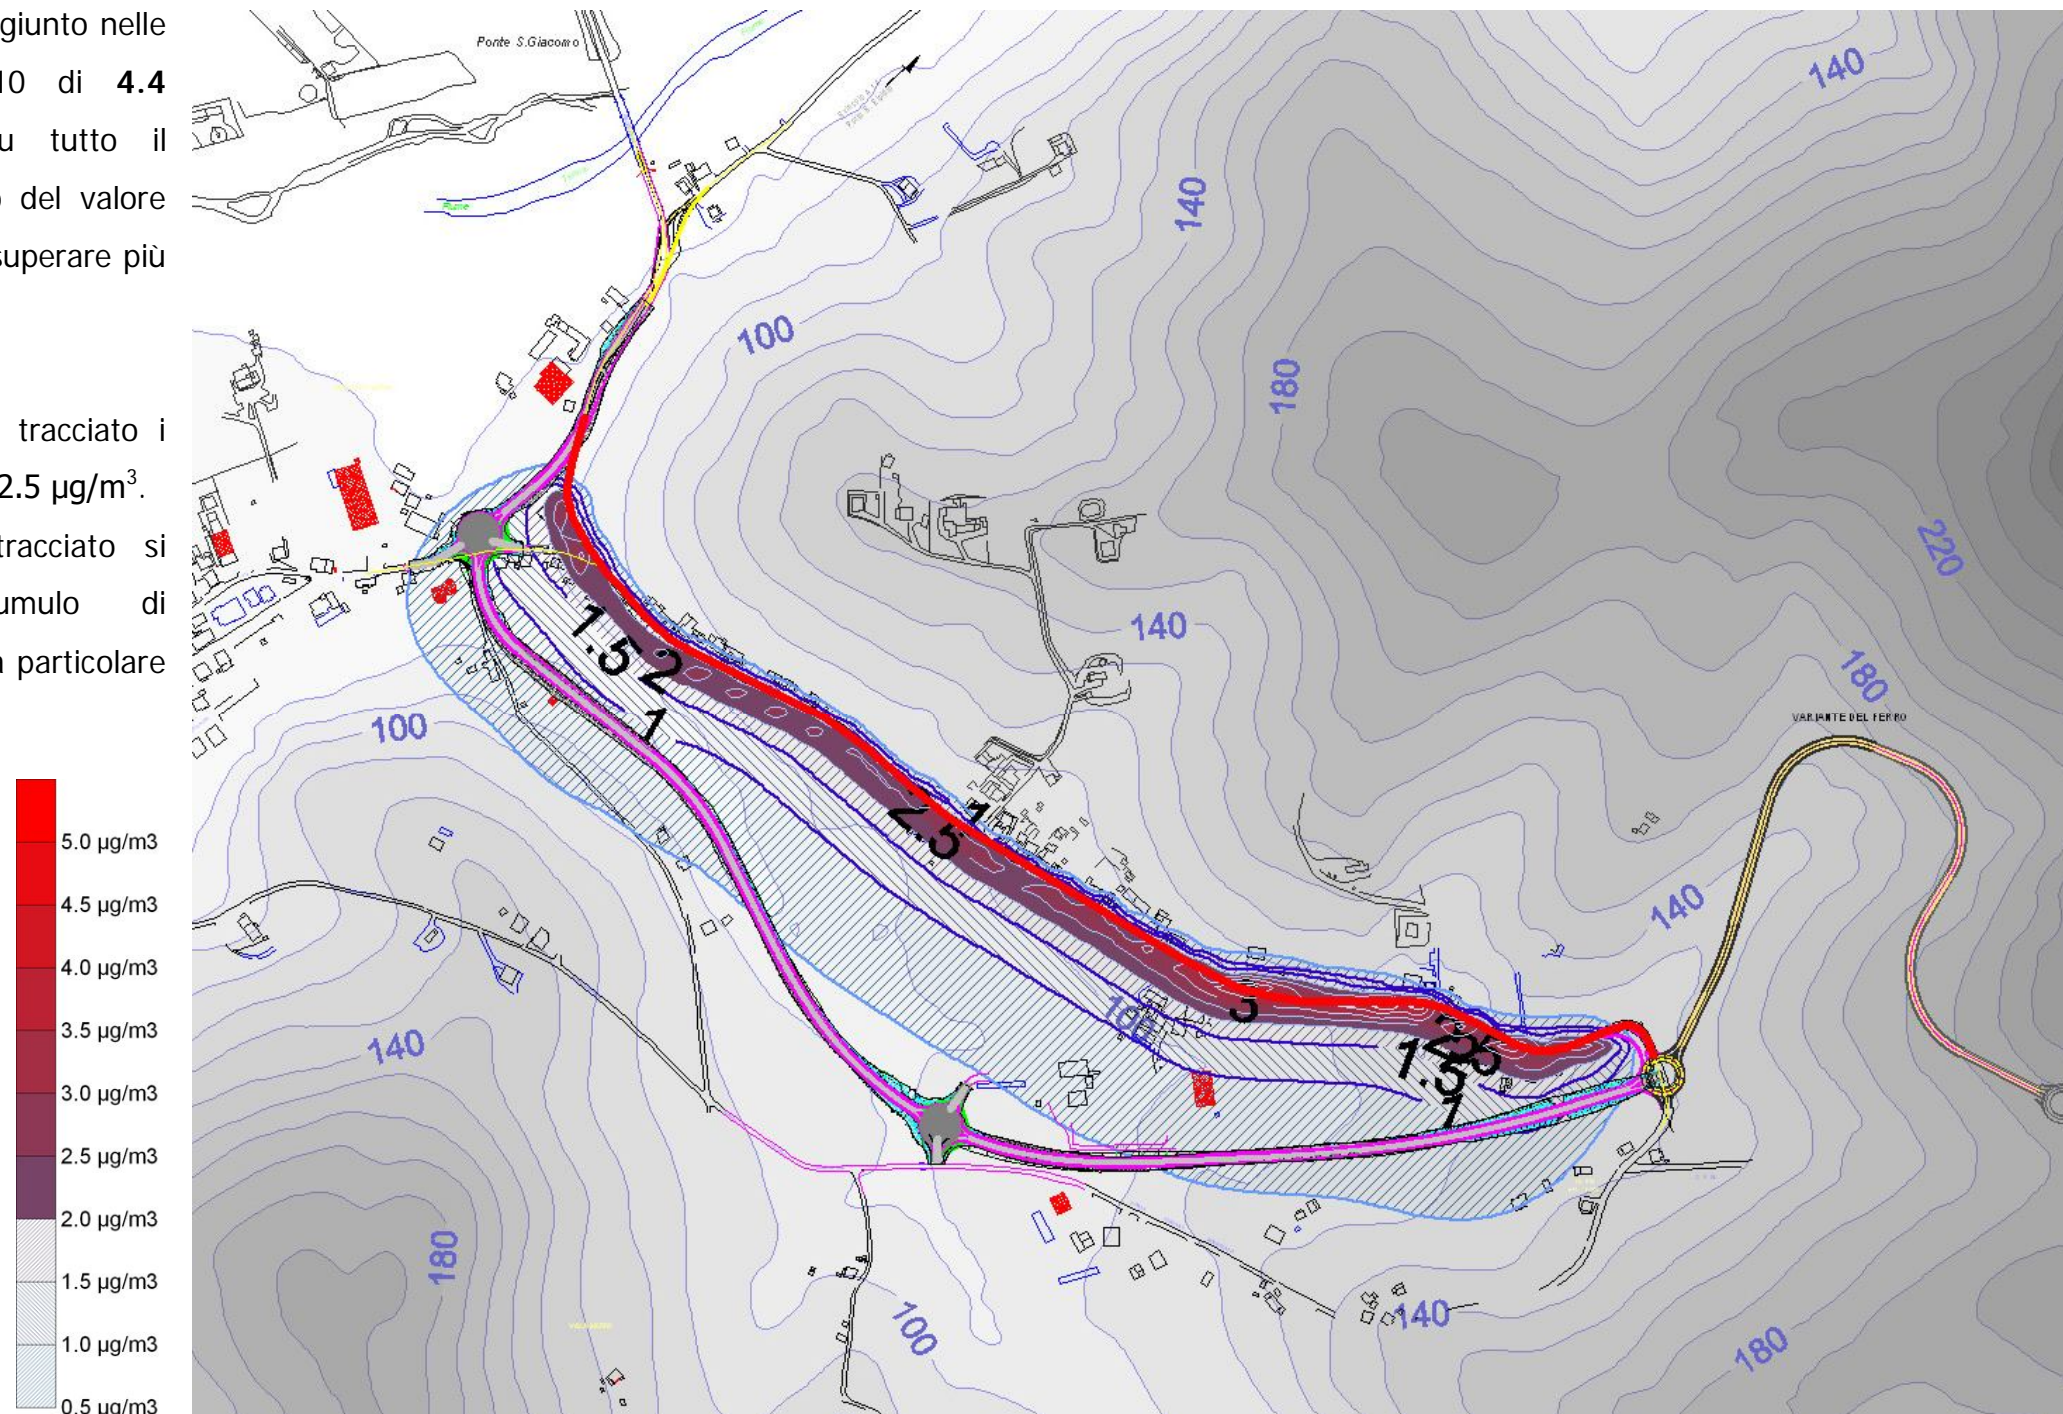 giunto nelle
10 di 4.4
u tutto il
o del valore
superare più
tracciato i
2.5 µg/m³.
tracciato si
umulo di
a particolare
5.0 µg/m3
4.5 µg/m3
4.0 µg/m3
3.5 µg/m3
3.0 µg/m3
2.5 µg/m3
2.0 µg/m3
1.5 µg/m3
1.0 µg/m3
0.5 µg/m3
Ponte S.Giacomo
Fiume
140
140
100
180
220
140
180
VARIANTE DEL FERRO
100
1.5
2
1
2.5
1
140
140
100
3
1.5
1
180
100
140
180